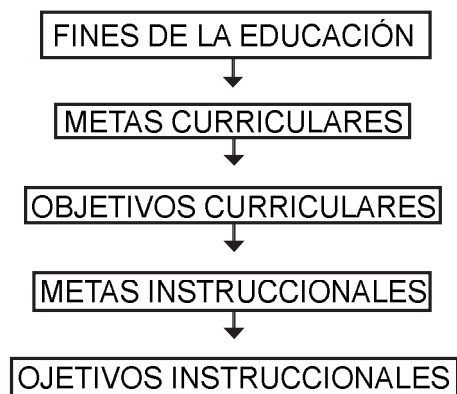 FINES DE LA EDUCACIÓN
METAS CURRICULARES
OBJETIVOS CURRICULARES
METAS INSTRUCCIONALES
OJETIVOS INSTRUCCIONALES